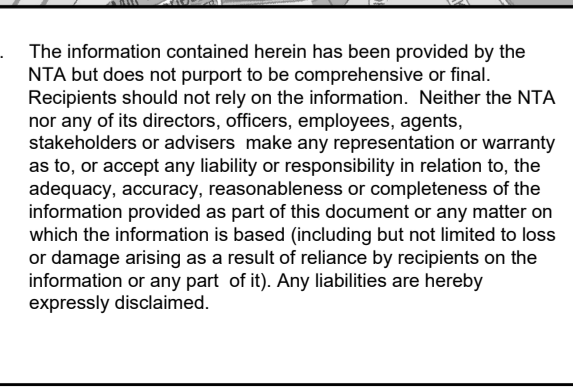 . The information contained herein has been provided by the
NTA but does not purport to be comprehensive or final.
Recipients should not rely on the information.  Neither the NTA
nor any of its directors, officers, employees, agents,
stakeholders or advisers  make any representation or warranty
as to, or accept any liability or responsibility in relation to, the
adequacy, accuracy, reasonableness or completeness of the
information provided as part of this document or any matter on
which the information is based (including but not limited to loss
or damage arising as a result of reliance by recipients on the
information or any part  of it). Any liabilities are hereby
expressly disclaimed.